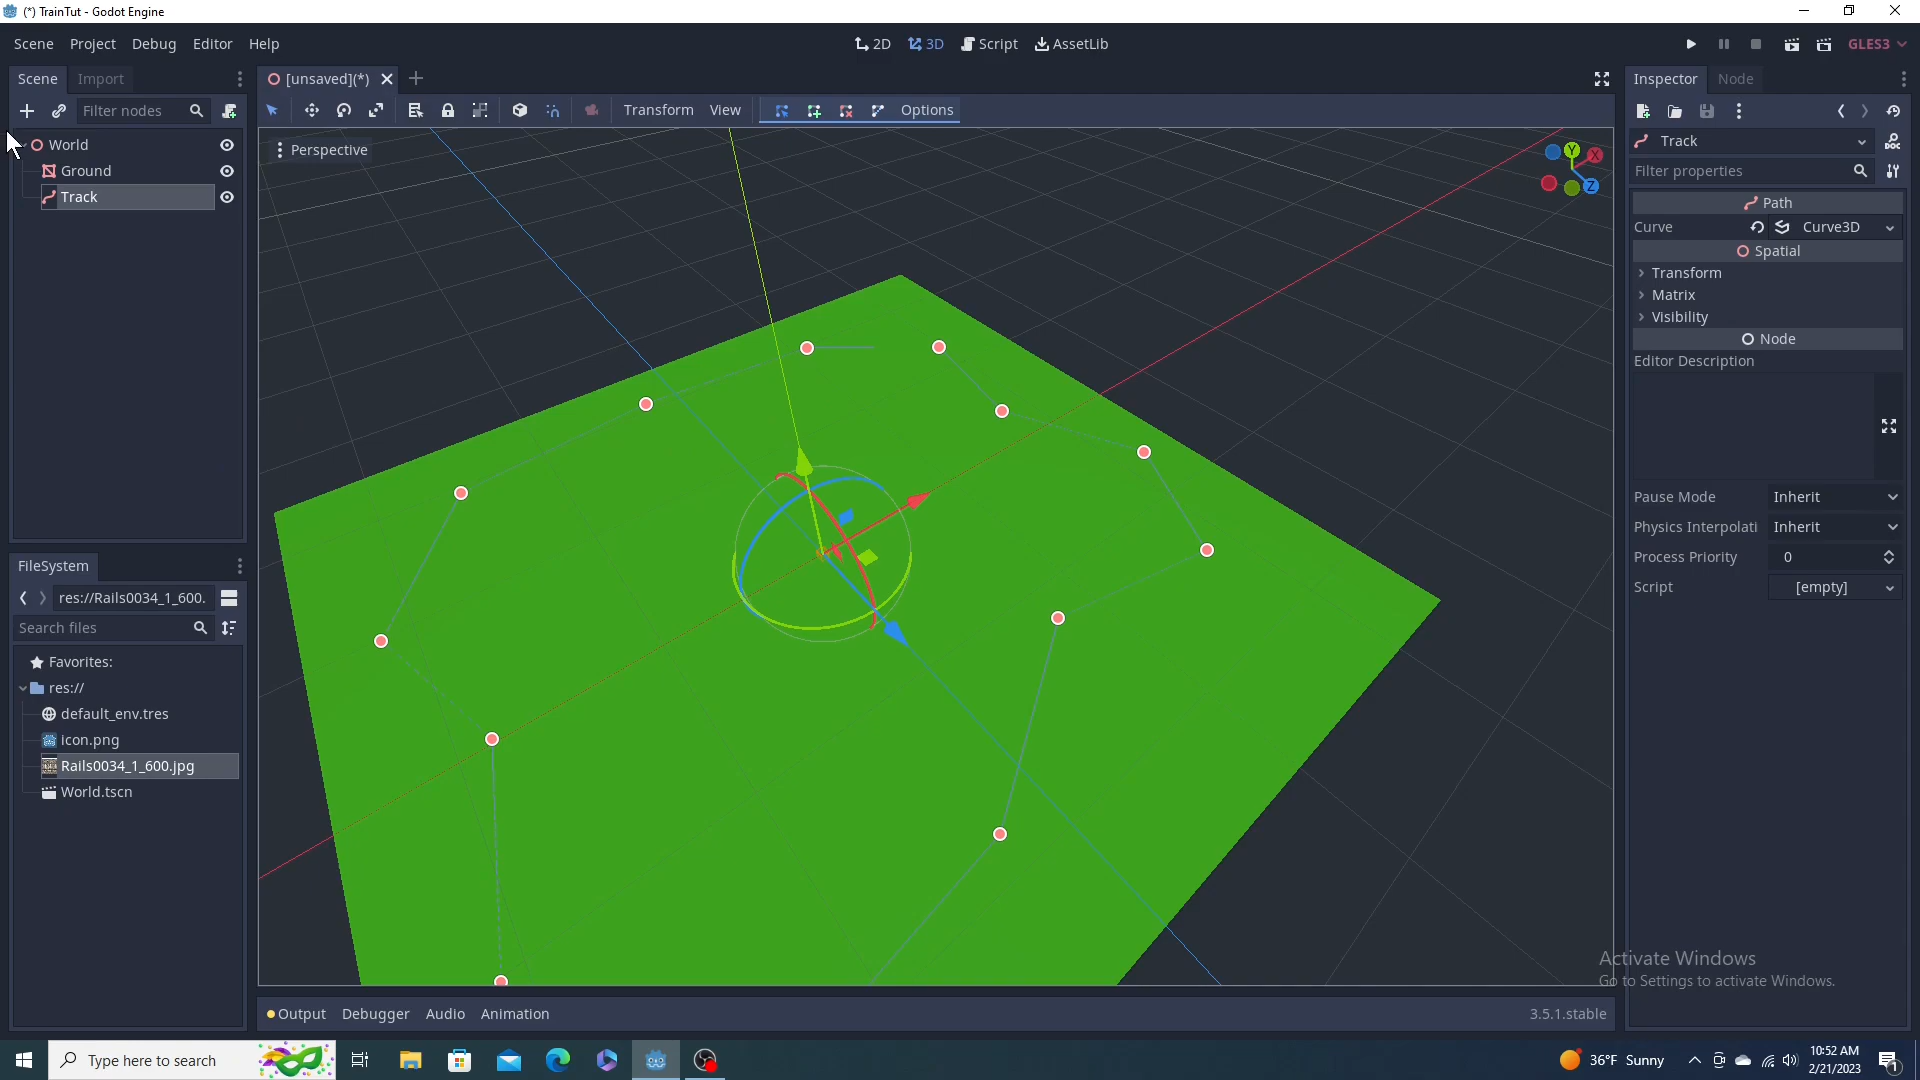 (*) TrainTut - Godot Engine
Scene Project Debug Editor Help
2D 3D Script AssetLib
GLES3
Scene Import
[unsaved](*)
Inspector Node
Filter nodes
Transform View
Options
World
Ground
Track
Perspective
Y
X
Z
Track
Filter properties
Path
Curve
Curve3D
Spatial
Transform
Matrix
Visibility
Node
Editor Description
Pause Mode
Inherit
Physics Interpolati
Inherit
Process Priority
0
Script
[empty]
FileSystem
res://Rails0034_1_600.
Search files
Favorites:
res://
default_env.tres
icon.png
Rails0034_1_600.jpg
World.tscn
Activate Windows
Go to Settings to activate Windows.
Output Debugger Audio Animation
3.5.1.stable
Type here to search
36°F Sunny
10:52 AM
2/21/2023
1